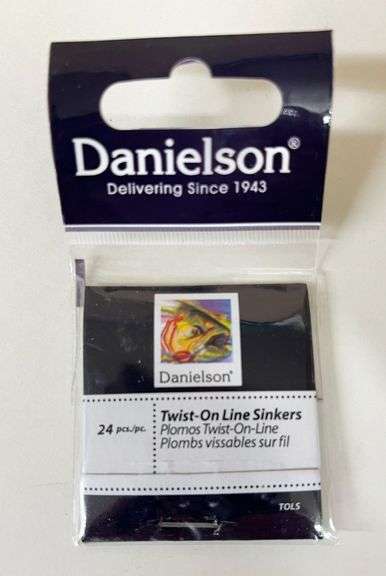 Danielson®
Delivering Since 1943
Danielson®
24 pcs./pc.
Twist-On Line Sinkers
Plomos Twist-On-Line
Plombs vissables sur fil
TOLS